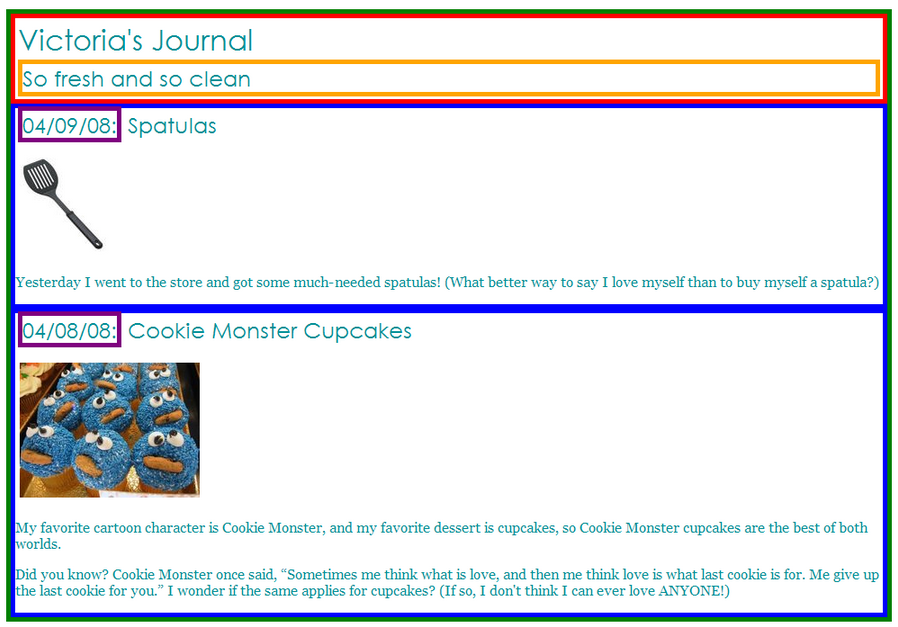 Victoria's Journal
So fresh and so clean
04/09/08: Spatulas
Yesterday I went to the store and got some much-needed spatulas! (What better way to say I love myself than to buy myself a spatula?)
04/08/08: Cookie Monster Cupcakes
My favorite cartoon character is Cookie Monster, and my favorite dessert is cupcakes, so Cookie Monster cupcakes are the best of both
worlds.
Did you know? Cookie Monster once said, “Sometimes me think what is love, and then me think love is what last cookie is for. Me give up
the last cookie for you.” I wonder if the same applies for cupcakes? (If so, I don't think I can ever love ANYONE!)